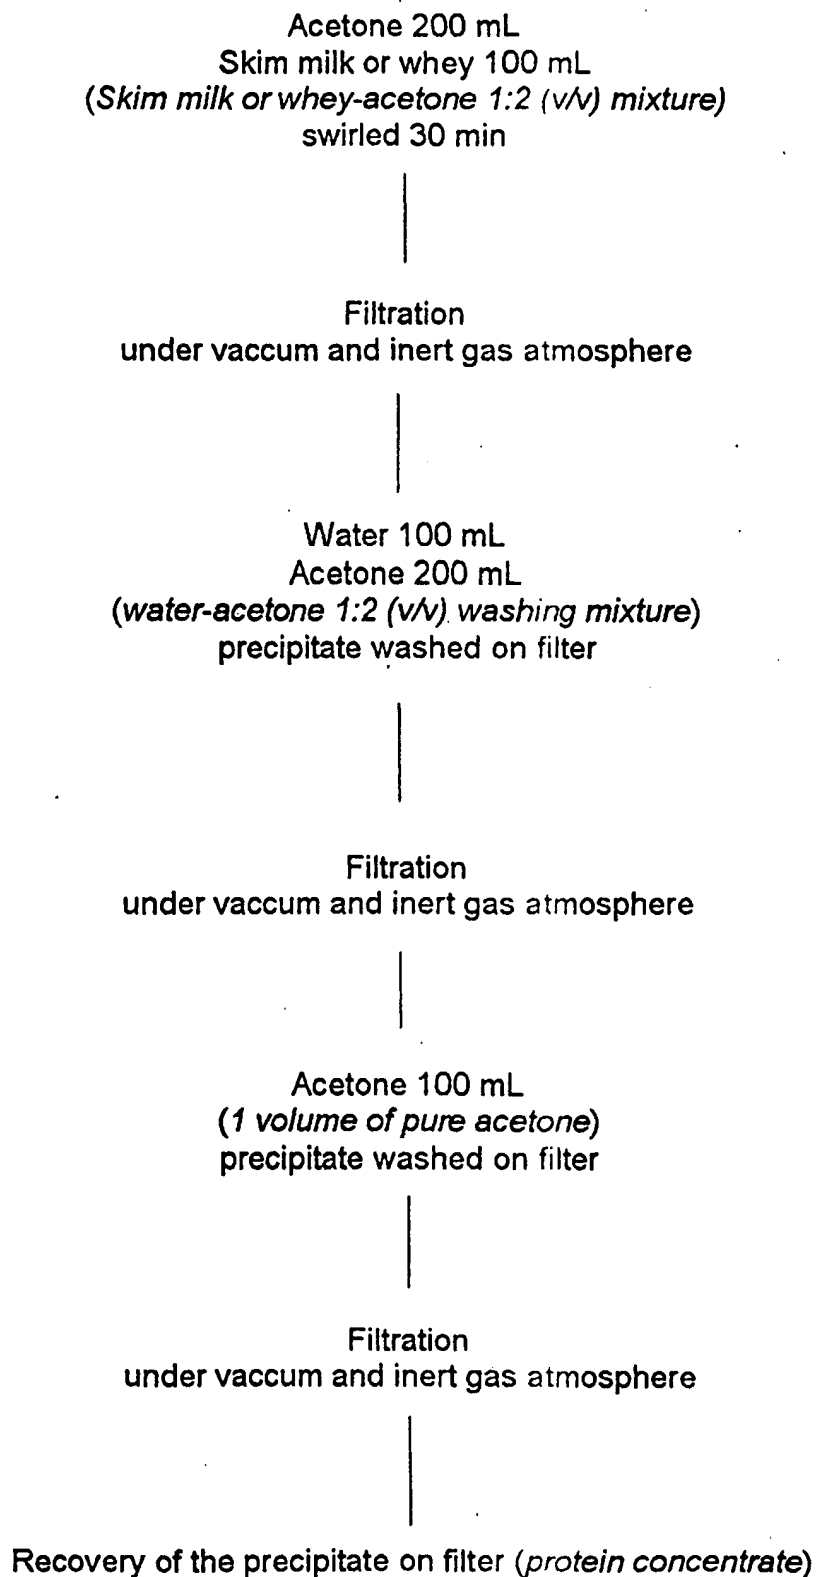 Acetone 200 mL
Skim milk or whey 100 mL
(Skim milk or whey-acetone 1:2 (v/v) mixture)
swirled 30 min
Filtration
under vaccum and inert gas atmosphere
Water 100 mL
Acetone 200 mL
(water-acetone 1:2 (v/v) washing mixture)
precipitate washed on filter
Filtration
under vaccum and inert gas atmosphere
Acetone 100 mL
(1 volume of pure acetone)
precipitate washed on filter
Filtration
under vaccum and inert gas atmosphere
Recovery of the precipitate on filter (protein concentrate)